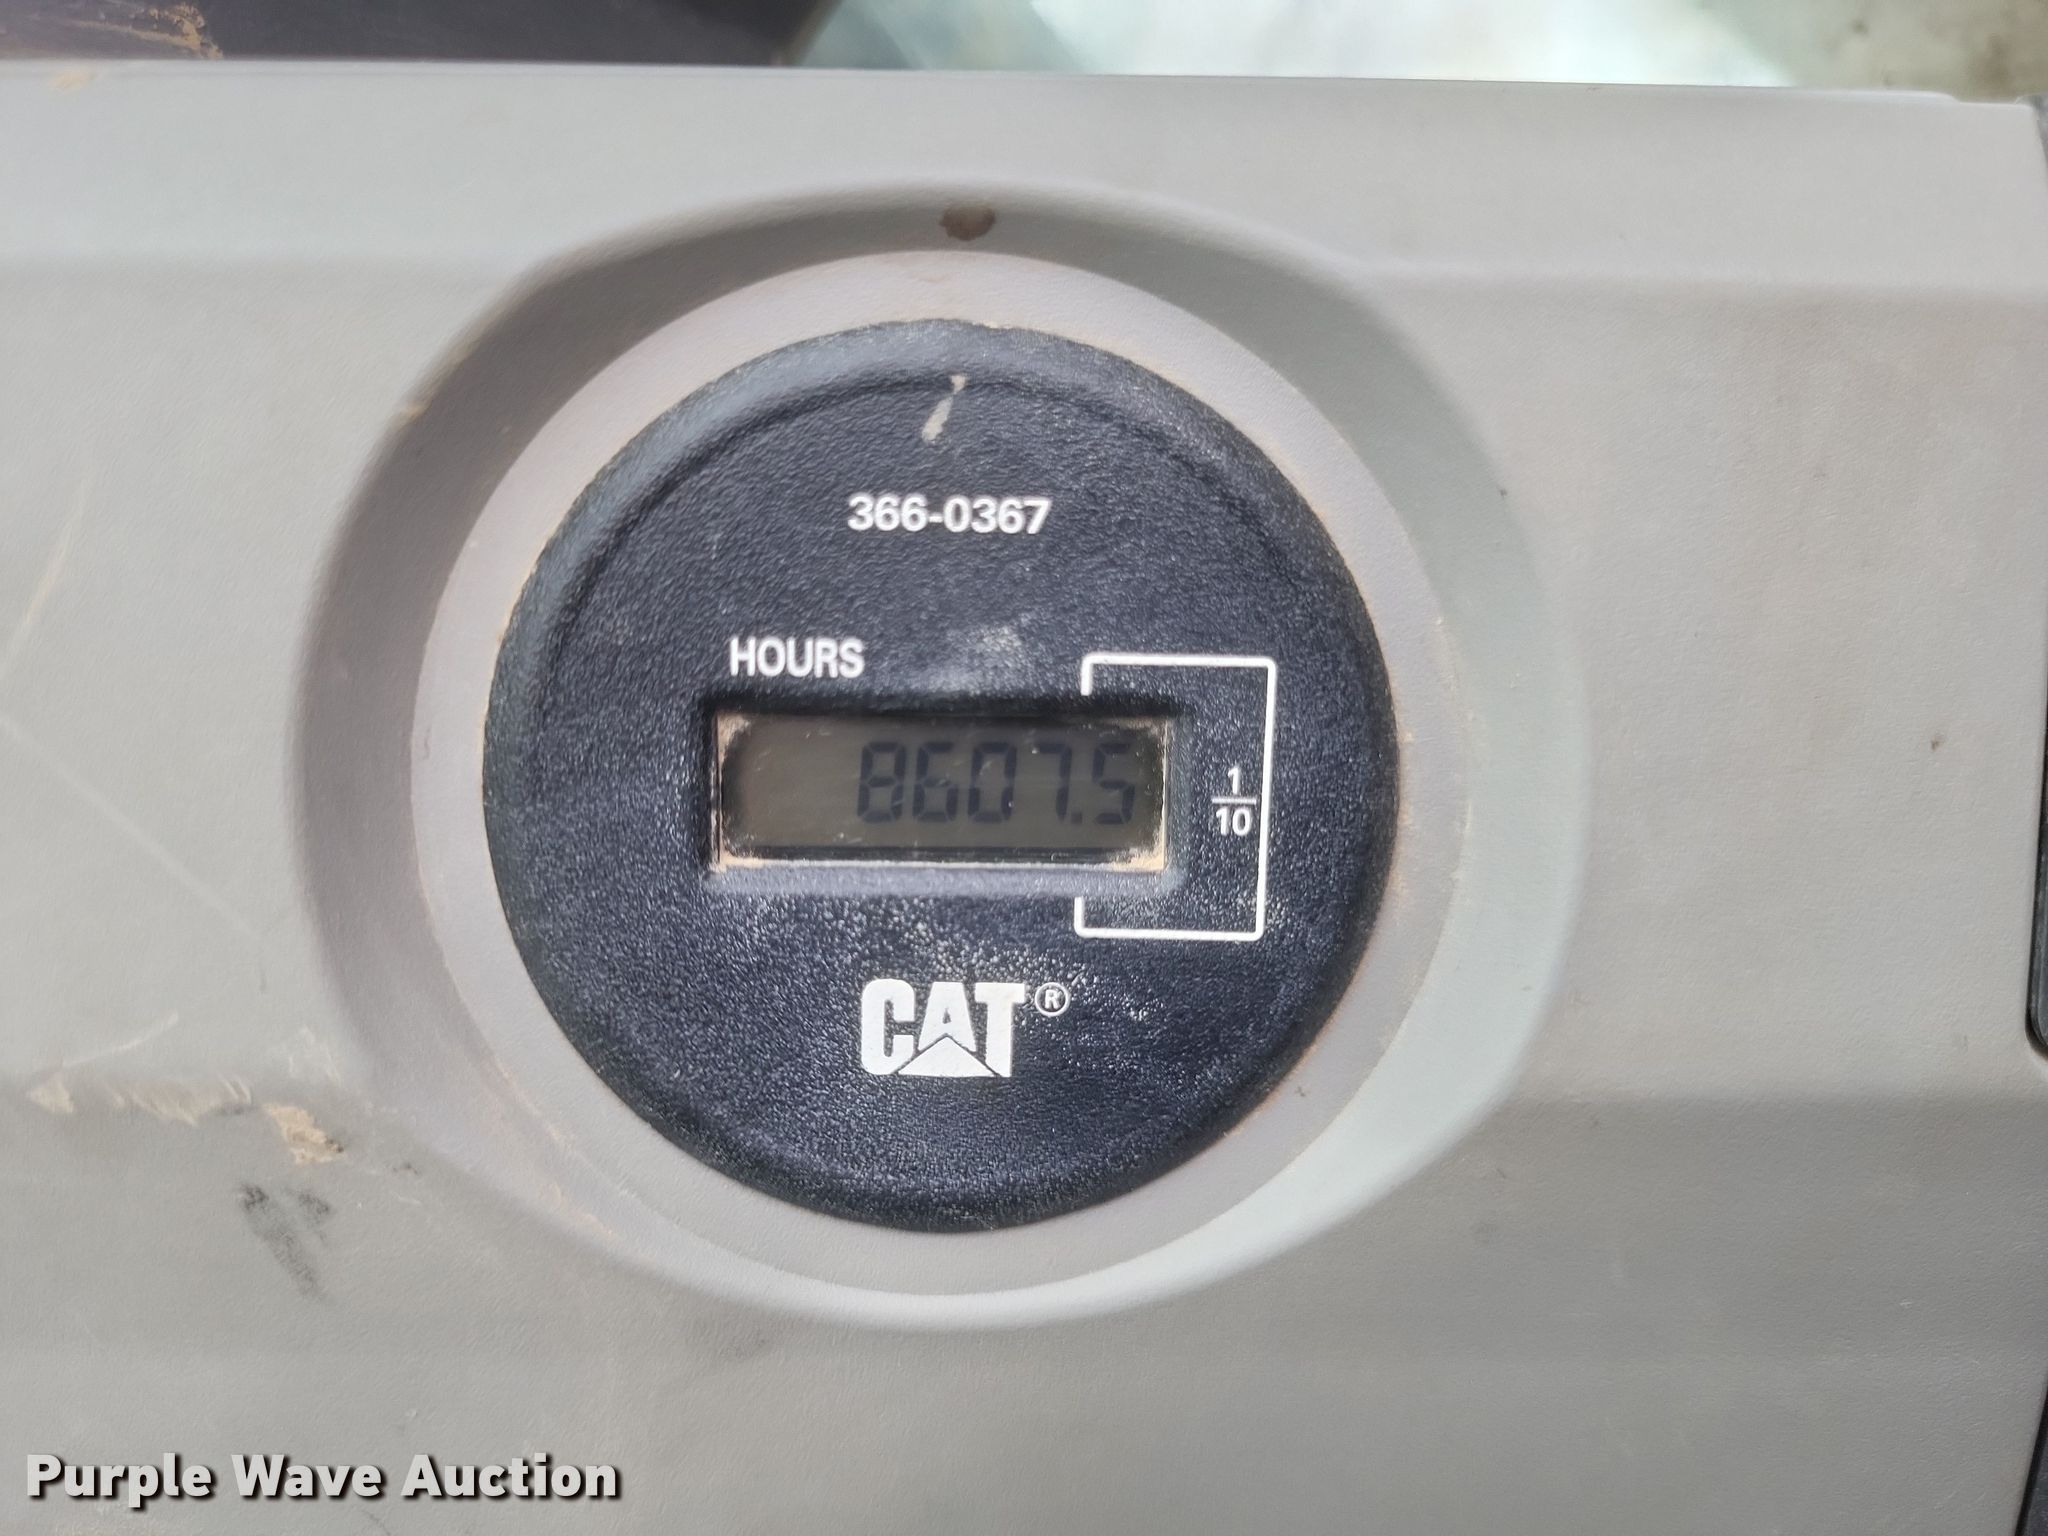 366-0367
HOURS
8607.5
1
10
CAT®
Purple Wave Auction